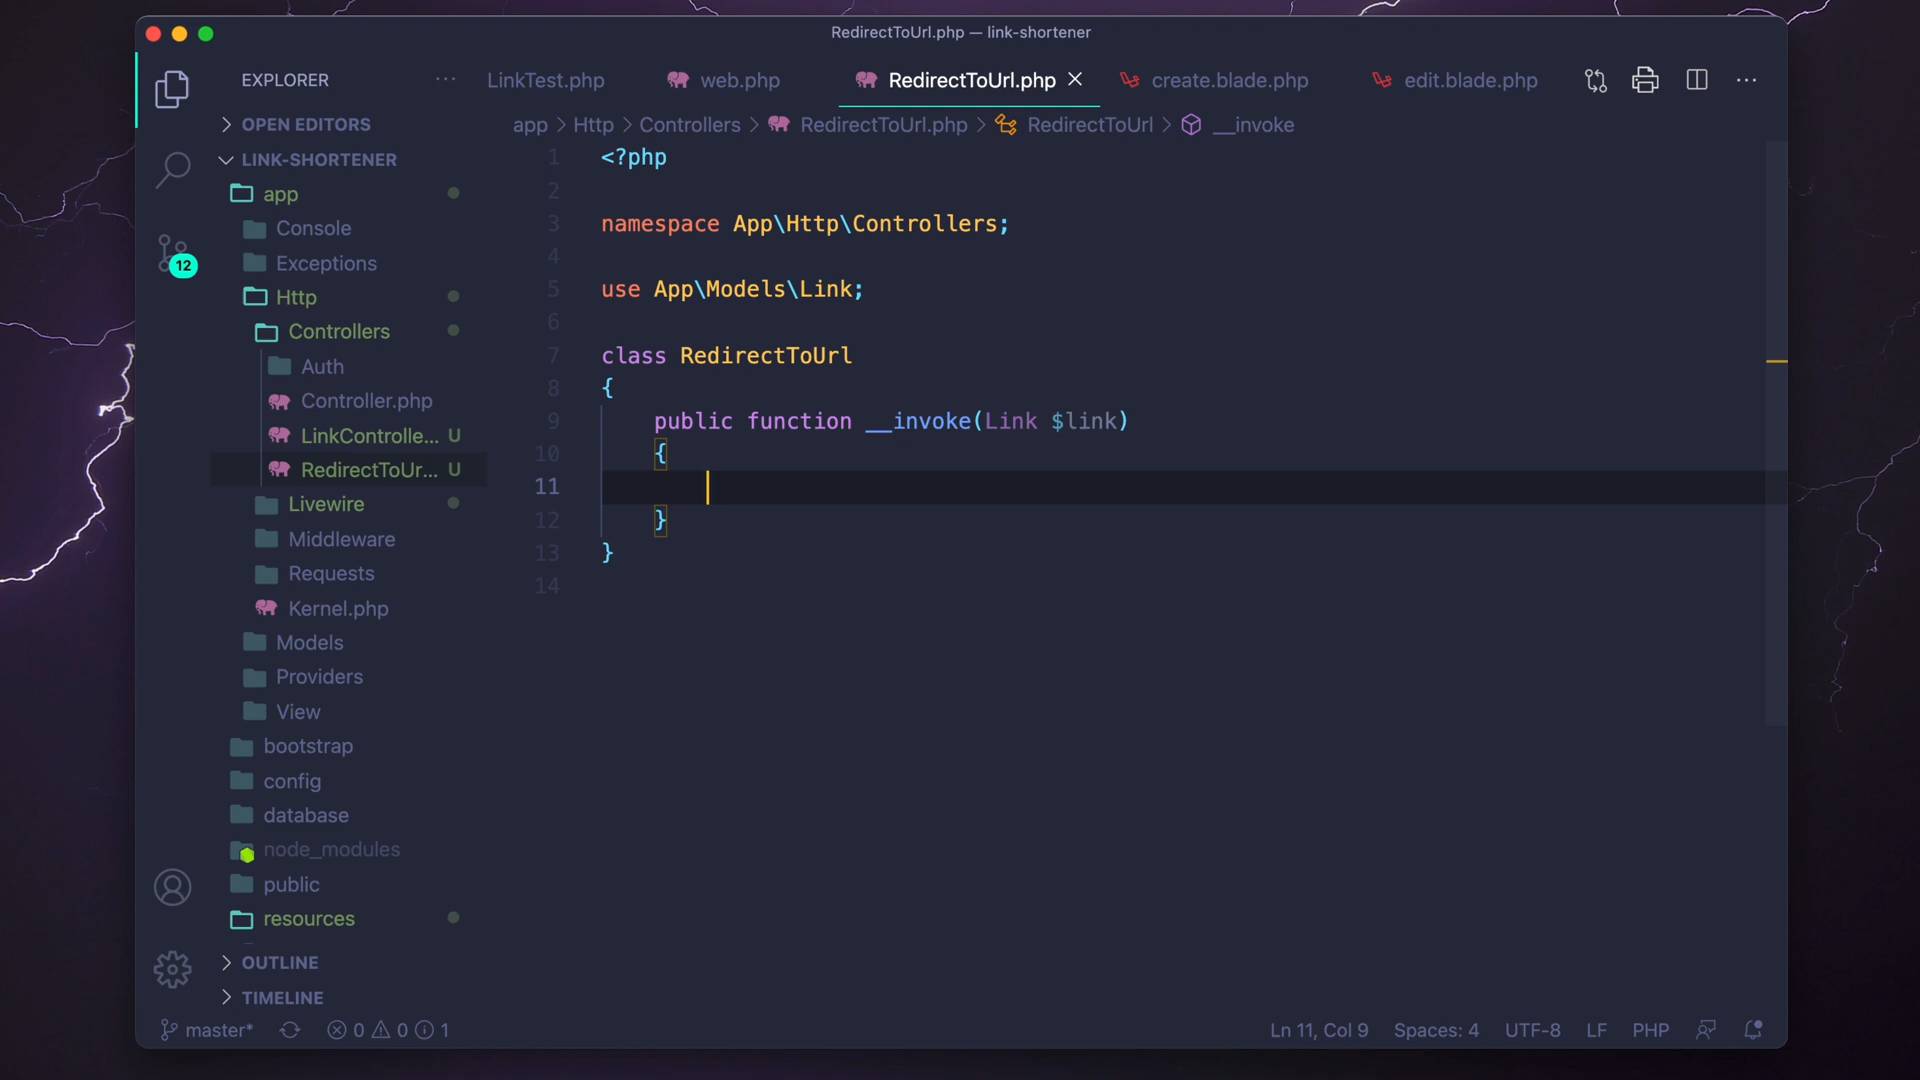 RedirectToUrl.php — link-shortener
EXPLORER
LinkTest.php
web.php
RedirectToUrl.php
create.blade.php
edit.blade.php
app > Http > Controllers > RedirectToUrl.php > RedirectToUrl > __invoke
OPEN EDITORS
LINK-SHORTENER
app
Console
Exceptions
Http
Controllers
Auth
Controller.php
LinkControlle... U
RedirectToUr... U
Livewire
Middleware
Requests
Kernel.php
Models
Providers
View
bootstrap
config
database
node_modules
public
resources
OUTLINE
TIMELINE
12
1 <?php
2
3 namespace App\Http\Controllers;
4
5 use App\Models\Link;
6
7 class RedirectToUrl
8 {
9 public function __invoke(Link $link)
10 {
11
12 }
13 }
14
master* 0 0 1
Ln 11, Col 9 Spaces: 4 UTF-8 LF PHP